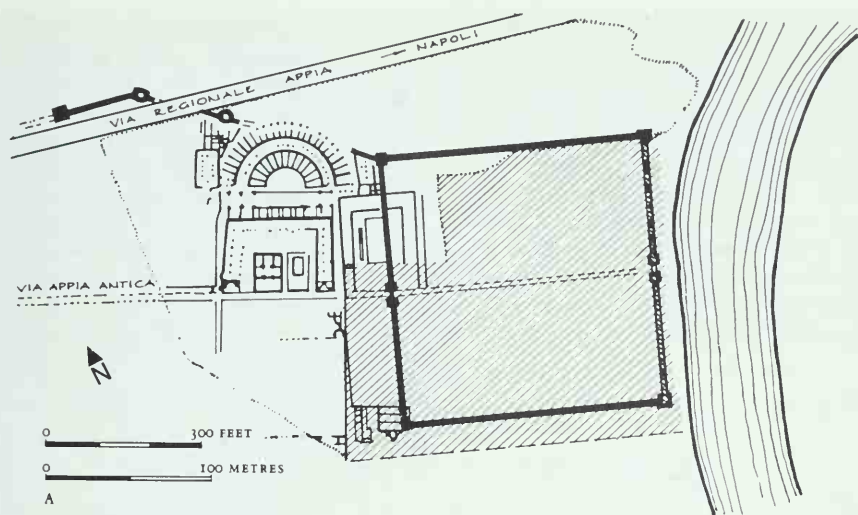 VIA REGIONALE APPIA → NAPOLI
VIA APPIA ANTICA
N
0 300 FEET
0 100 METRES
A